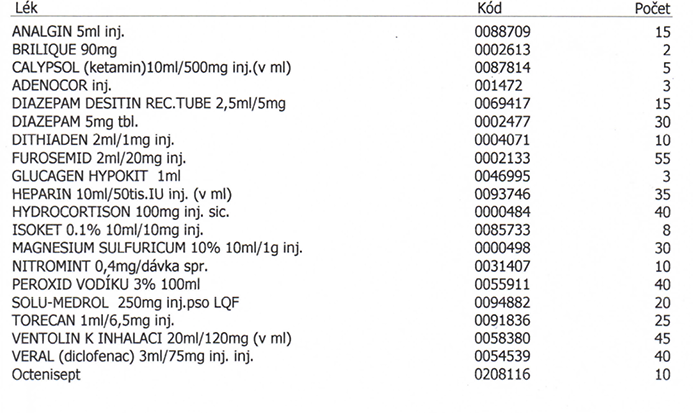 Lék Kód Počet
ANALGIN 5ml inj. 0088709 15
BRILIQUE 90mg 0002613 2
CALYPSOL (ketamin)10ml/500mg inj.(v ml) 0087814 5
ADENOCOR inj. 001472 3
DIAZEPAM DESITIN REC.TUBE 2,5ml/5mg 0069417 15
DIAZEPAM 5mg tbl. 0002477 30
DITHIADEN 2ml/1mg inj. 0004071 10
FUROSEMID 2ml/20mg inj. 0002133 55
GLUCAGEN HYPOKIT 1ml 0046995 3
HEPARIN 10ml/50tis.IU inj. (v ml) 0093746 35
HYDROCORTISON 100mg inj. sic. 0000484 40
ISOKET 0.1% 10ml/10mg inj. 0085733 8
MAGNESIUM SULFURICUM 10% 10ml/1g inj. 0000498 30
NITROMINT 0,4mg/dávka spr. 0031407 10
PEROXID VODÍKU 3% 100ml 0055911 40
SOLU-MEDROL 250mg inj.pso LQF 0094882 20
TORECAN 1ml/6,5mg inj. 0091836 25
VENTOLIN K INHALACI 20ml/120mg (v ml) 0058380 45
VERAL (diclofenac) 3ml/75mg inj. inj. 0054539 40
Octenisept 0208116 10